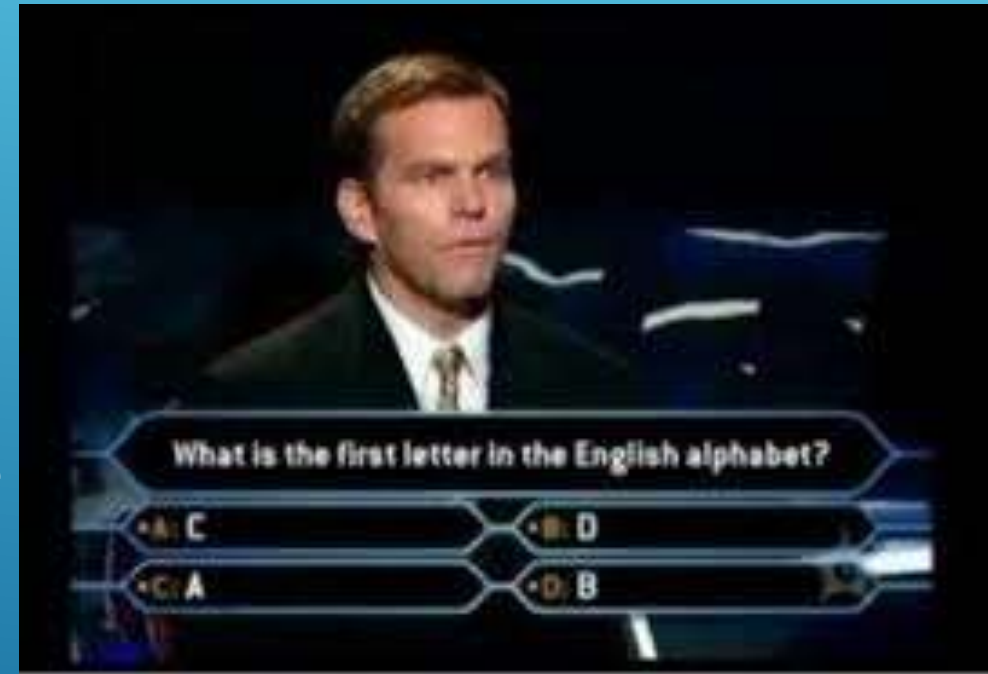 What is the first letter in the English alphabet?
•A: C
•B: D
•C: A
•D: B